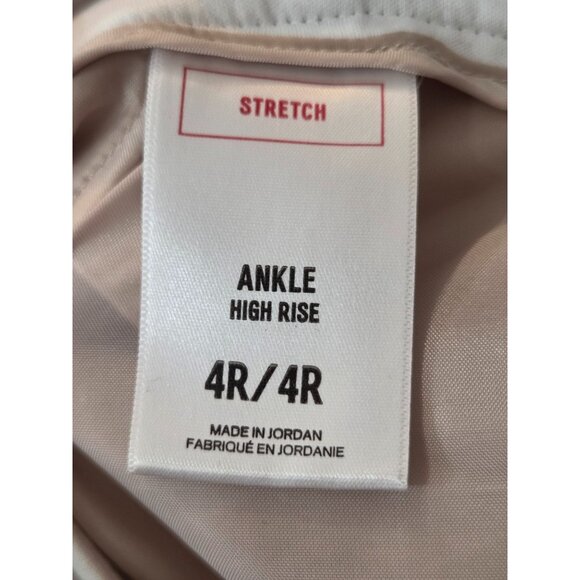 STRETCH
ANKLE
HIGH RISE
4R/4R
MADE IN JORDAN
FABRIQUÉ EN JORDANIE